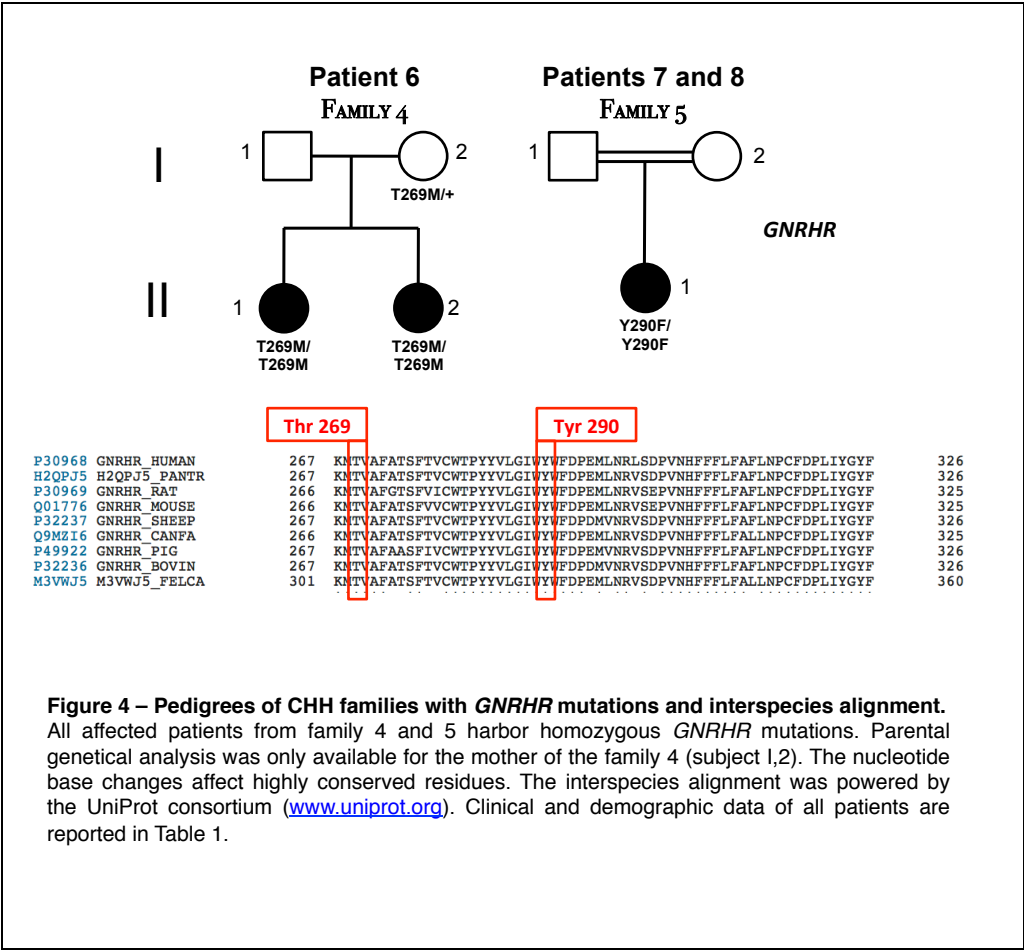 Patient 6
FAMILY 4
Patients 7 and 8
FAMILY 5
I
1
2
T269M/+
1
2
GNRHR
II
1
T269M/
T269M
2
T269M/
T269M
1
Y290F/
Y290F
Thr 269
Tyr 290
P30968 GNRHR_HUMAN 267 KMTVAFATSFTVCWTPYYVLGIWYWFDPEMLNRLSDPVNHFFFLFAFLNPCFDPLIYGYF 326
H2QPJ5 H2QPJ5_PANTR 267 KMTVAFATSFTVCWTPYYVLGIWYWFDPEMLNRLSDPVNHFFFLFAFLNPCFDPLIYGYF 326
P30969 GNRHR_RAT 266 KMTVAFGTSFVICWTPYYVLGIWYWFDPEMLNRVSEPVNHFFFLFAFLNPCFDPLIYGYF 325
Q01776 GNRHR_MOUSE 266 KMTVAFATSFVVCWTPYYVLGIWYWFDPEMLNRVSEPVNHFFFLFAFLNPCFDPLIYGYF 325
P32237 GNRHR_SHEEP 267 KMTVAFATSFTVCWTPYYVLGIWYWFDPDMVNRVSDPVNHFFFLFAFLNPCFDPLIYGYF 326
Q9MZI6 GNRHR_CANFA 266 KMTVAFATSFTVCWTPYYVLGIWYWFDPEMLNRVSDPVNHFFFLFALLNPCFDPLIYGYF 325
P49922 GNRHR_PIG 267 KMTVAFAASFIVCWTPYYVLGIWYWFDPEMVNRVSDPVNHFFFLFAFLNPCFDPLIYGYF 326
P32236 GNRHR_BOVIN 267 KMTVAFATSFTVCWTPYYVLGIWYWFDPDMVNRVSDPVNHFFFLFAFLNPCFDPLIYGYF 326
M3VWJ5 M3VWJ5_FELCA 301 KMTVAFATSFTVCWTPYYVLGIWYWFDPEMLNRVSDPVNHFFFLFALLNPCFDPLIYGYF 360
Figure 4 – Pedigrees of CHH families with GNRHR mutations and interspecies alignment.
All affected patients from family 4 and 5 harbor homozygous GNRHR mutations. Parental
genetical analysis was only available for the mother of the family 4 (subject I,2). The nucleotide
base changes affect highly conserved residues. The interspecies alignment was powered by
the UniProt consortium (www.uniprot.org). Clinical and demographic data of all patients are
reported in Table 1.